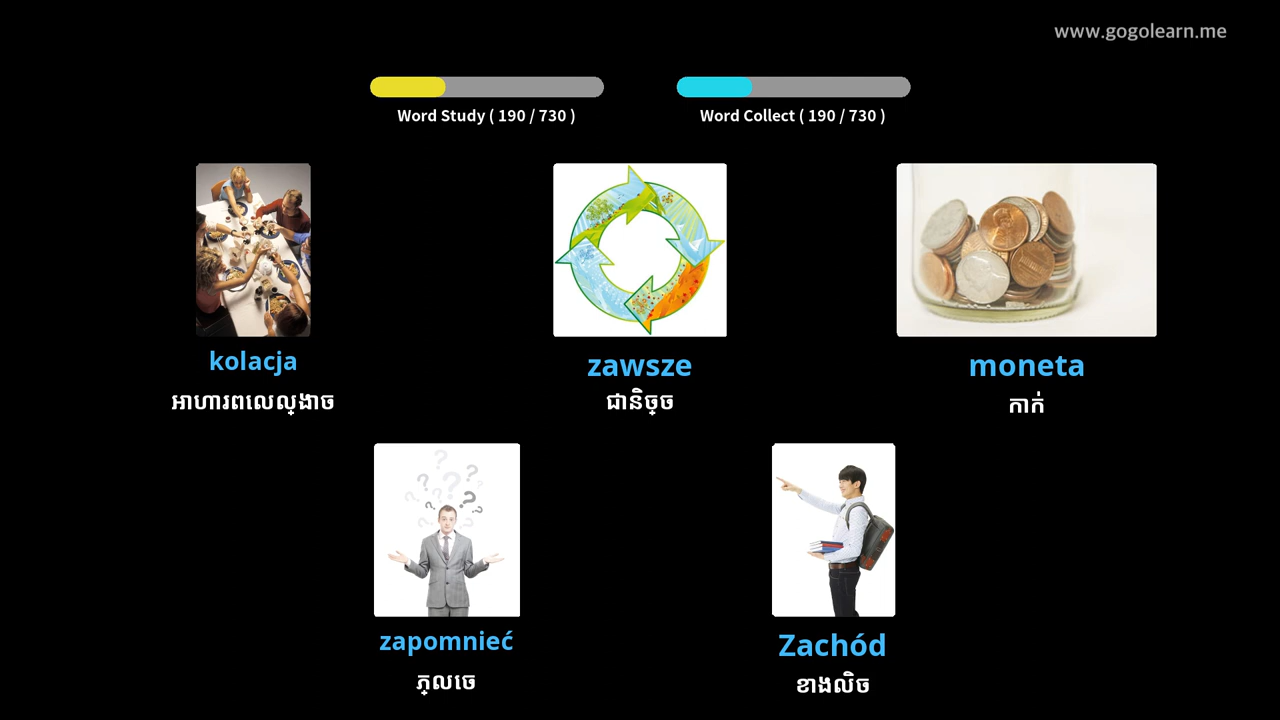 www.gogolearn.me
Word Study ( 190 / 730 )
Word Collect ( 190 / 730 )
kolacja
អាហារពលេល្ងាច
zawsze
ជានិច្ច
moneta
កាក់
zapomnieć
ភ្លចេ
Zachód
ខាងលិច